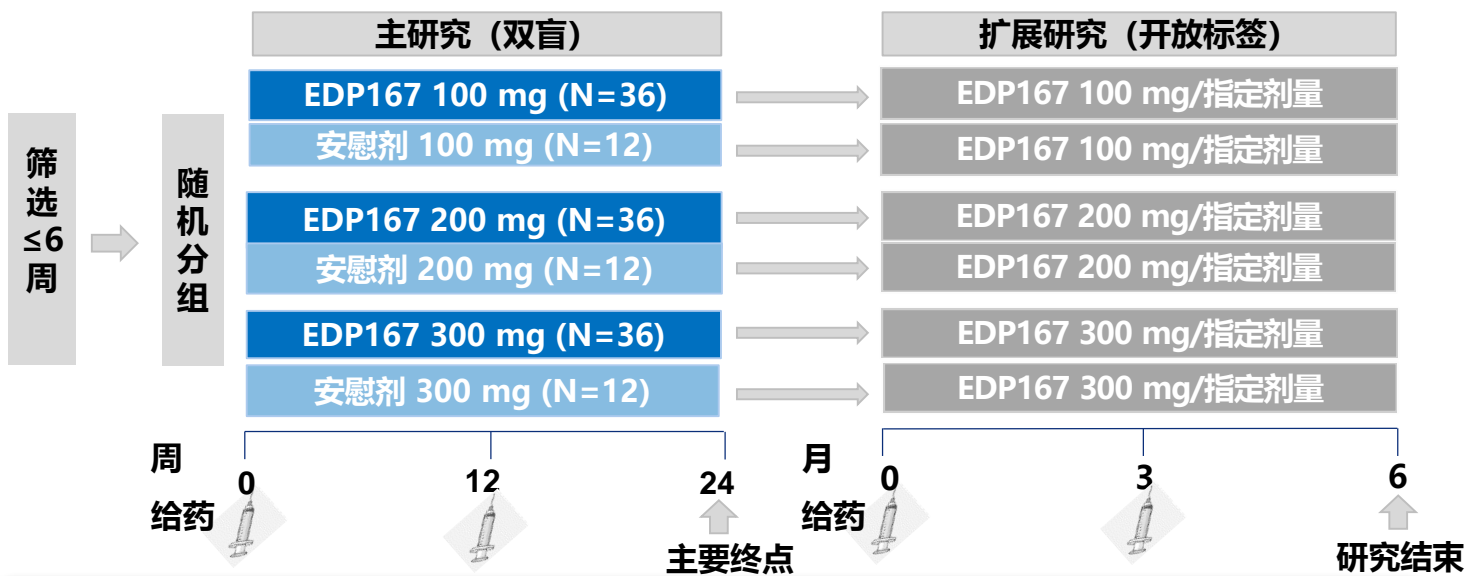 主研究（双盲）
扩展研究（开放标签）
筛
选
≤6
周
随
机
分
组
EDP167 100 mg (N=36)
EDP167 100 mg/指定剂量
安慰剂 100 mg (N=12)
EDP167 100 mg/指定剂量
EDP167 200 mg (N=36)
EDP167 200 mg/指定剂量
安慰剂 200 mg (N=12)
EDP167 200 mg/指定剂量
EDP167 300 mg (N=36)
EDP167 300 mg/指定剂量
安慰剂 300 mg (N=12)
EDP167 300 mg/指定剂量
周
0
12
24
月
0
3
6
给药
给药
主要终点
研究结束